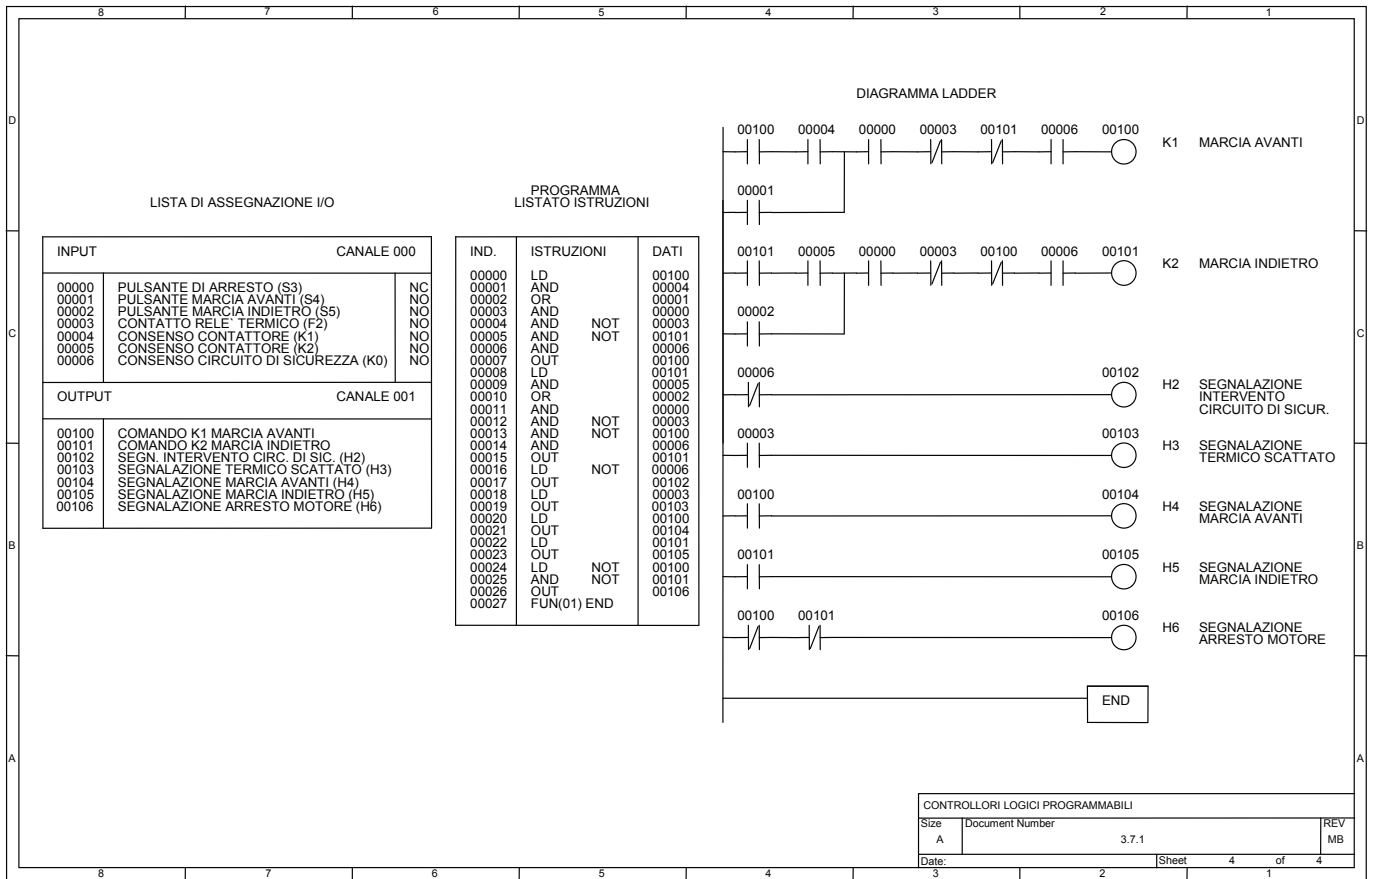 8 7 6 5 4 3 2 1
D D
C C
B B
A A
LISTA DI ASSEGNAZIONE I/O
INPUT CANALE 000
00000 PULSANTE DI ARRESTO (S3) NC
00001 PULSANTE MARCIA AVANTI (S4) NO
00002 PULSANTE MARCIA INDIETRO (S5) NO
00003 CONTATTO RELE` TERMICO (F2) NO
00004 CONSENSO CONTATTORE (K1) NO
00005 CONSENSO CONTATTORE (K2) NO
00006 CONSENSO CIRCUITO DI SICUREZZA (K0) NO
OUTPUT CANALE 001
00100 COMANDO K1 MARCIA AVANTI
00101 COMANDO K2 MARCIA INDIETRO
00102 SEGN. INTERVENTO CIRC. DI SIC. (H2)
00103 SEGNALAZIONE TERMICO SCATTATO (H3)
00104 SEGNALAZIONE MARCIA AVANTI (H4)
00105 SEGNALAZIONE MARCIA INDIETRO (H5)
00106 SEGNALAZIONE ARRESTO MOTORE (H6)
PROGRAMMA
LISTATO ISTRUZIONI
IND. ISTRUZIONI DATI
00000 LD 00100
00001 AND 00004
00002 OR 00001
00003 AND 00000
00004 AND NOT 00003
00005 AND NOT 00101
00006 AND 00006
00007 OUT 00100
00008 LD 00101
00009 AND 00005
00010 OR 00002
00011 AND 00000
00012 AND NOT 00003
00013 AND NOT 00100
00014 AND 00006
00015 OUT 00101
00016 LD NOT 00006
00017 OUT 00102
00018 LD 00003
00019 OUT 00103
00020 LD 00100
00021 OUT 00104
00022 LD 00101
00023 OUT 00105
00024 LD NOT 00100
00025 AND NOT 00101
00026 OUT 00106
00027 FUN(01) END
DIAGRAMMA LADDER
00100 00004 00000 00003 00101 00006 00100
K1 MARCIA AVANTI
00001
00101 00005 00000 00003 00100 00006 00101
K2 MARCIA INDIETRO
00002
00006 00102
H2 SEGNALAZIONE
INTERVENTO
CIRCUITO DI SICUR.
00003 00103
H3 SEGNALAZIONE
TERMICO SCATTATO
00100 00104
H4 SEGNALAZIONE
MARCIA AVANTI
00101 00105
H5 SEGNALAZIONE
MARCIA INDIETRO
00100 00101 00106
H6 SEGNALAZIONE
ARRESTO MOTORE
END
CONTROLLORI LOGICI PROGRAMMABILI
Size Document Number REV
A 3.7.1 MB
Date: Sheet 4 of 4
8 7 6 5 4 3 2 1